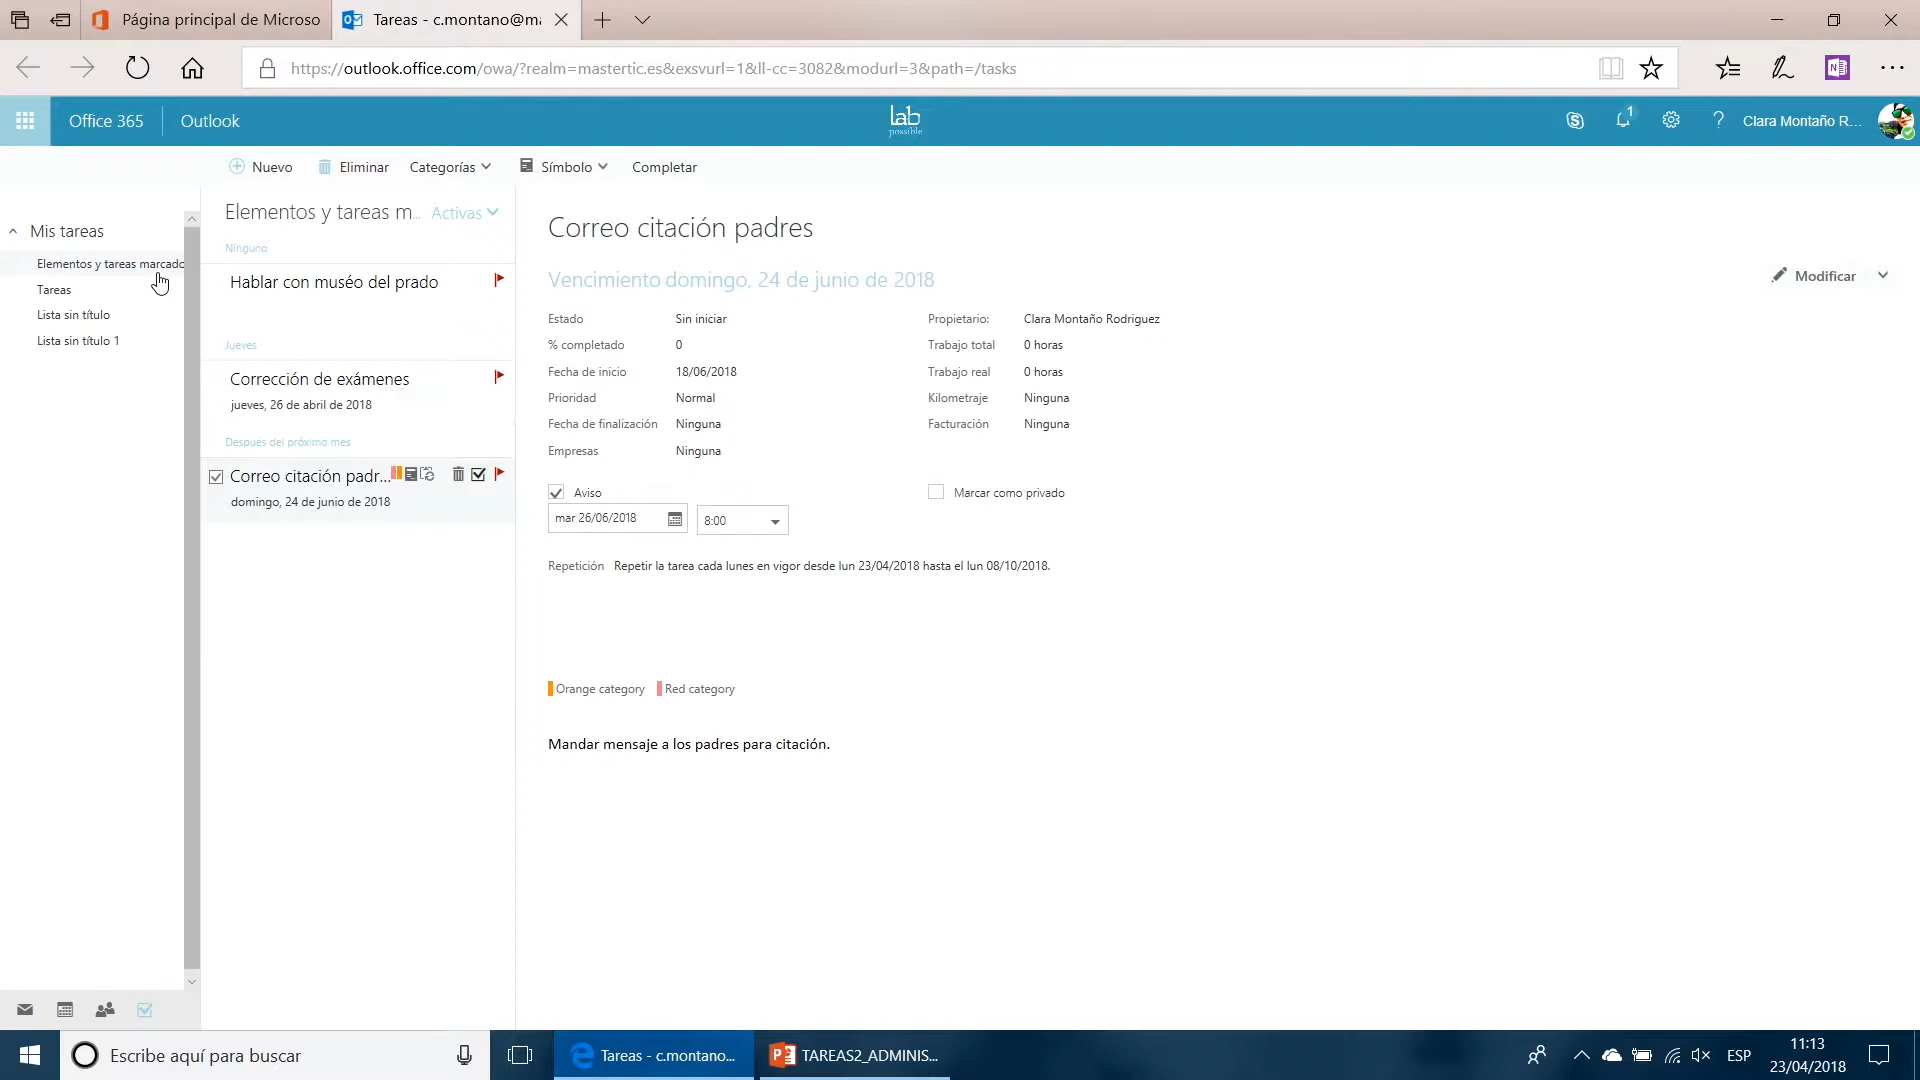 Página principal de Microso
Tareas - c.montano@ma
https://outlook.office.com/owa/?realm=mastertic.es&exsvurl=1&ll-cc=3082&modurl=3&path=/tasks
Office 365
Outlook
lab
possible
1
?
Clara Montaño R...
Nuevo
Eliminar
Categorías
Símbolo
Completar
Mis tareas
Elementos y tareas marcado
Tareas
Lista sin título
Lista sin título 1
Elementos y tareas m...
Activas
Ninguno
Hablar con muséo del prado
Jueves
Corrección de exámenes
jueves, 26 de abril de 2018
Después del próximo mes
Correo citación padr...
domingo, 24 de junio de 2018
Correo citación padres
Vencimiento domingo, 24 de junio de 2018
Modificar
Estado Sin iniciar Propietario: Clara Montaño Rodriguez
% completado 0 Trabajo total 0 horas
Fecha de inicio 18/06/2018 Trabajo real 0 horas
Prioridad Normal Kilometraje Ninguna
Fecha de finalización Ninguna Facturación Ninguna
Empresas Ninguna
Aviso Marcar como privado
mar 26/06/2018 8:00
Repetición Repetir la tarea cada lunes en vigor desde lun 23/04/2018 hasta el lun 08/10/2018.
Orange category Red category
Mandar mensaje a los padres para citación.
Escribe aquí para buscar
Tareas - c.montano...
TAREAS2_ADMINIS...
ESP
11:13
23/04/2018